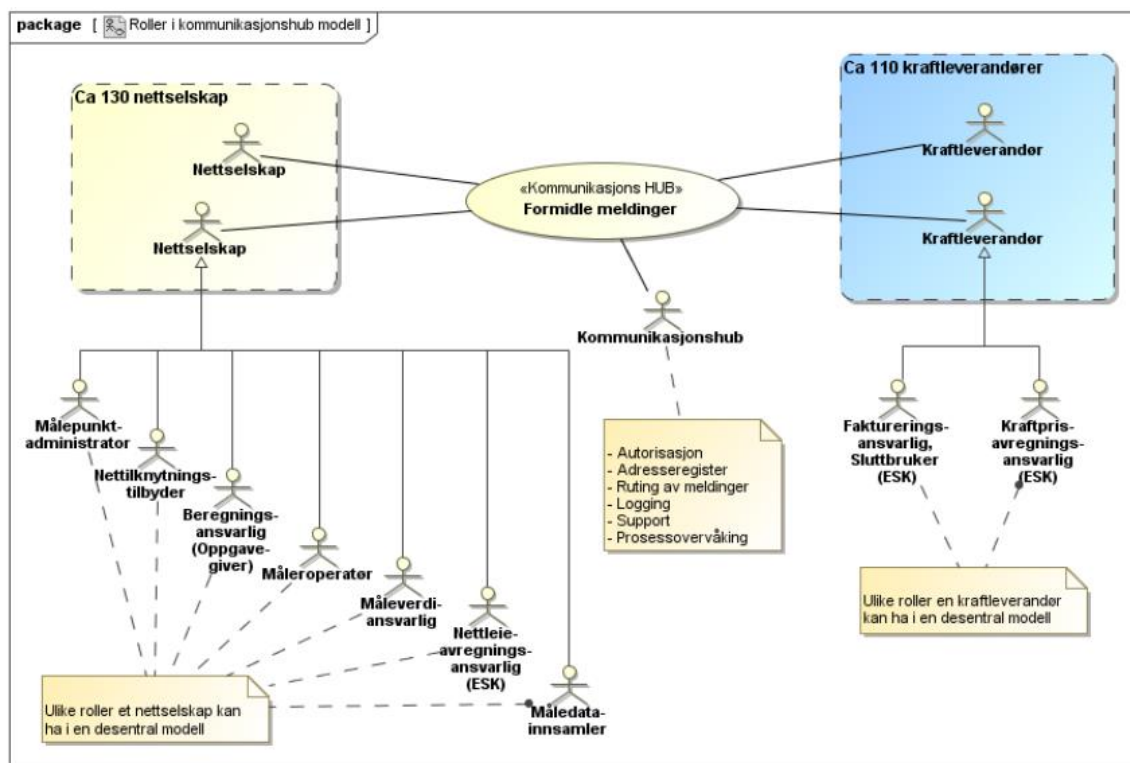 package [ Roller i kommunikasjonshub modell ]
Ca 130 nettselskap
Nettselskap
Nettselskap
«Kommunikasjons HUB»
Formidle meldinger
Ca 110 kraftleverandører
Kraftleverandør
Kraftleverandør
Kommunikasjonshub
- Autorisasjon
- Adresseregister
- Ruting av meldinger
- Logging
- Support
- Prosessovervåking
Målepunkt-
administrator
Nettilknytnings-
tilbyder
Beregnings-
ansvarlig
(Oppgave-
giver)
Måleroperatør
Måleverdi-
ansvarlig
Nettleie-
avregnings-
ansvarlig
(ESK)
Måledata-
innsamler
Ulike roller et nettselskap kan
ha i en desentral modell
Fakturerings-
ansvarlig,
Sluttbruker
(ESK)
Kraftpris-
avregnings-
ansvarlig
(ESK)
Ulike roller en kraftleverandør
kan ha i en desentral modell